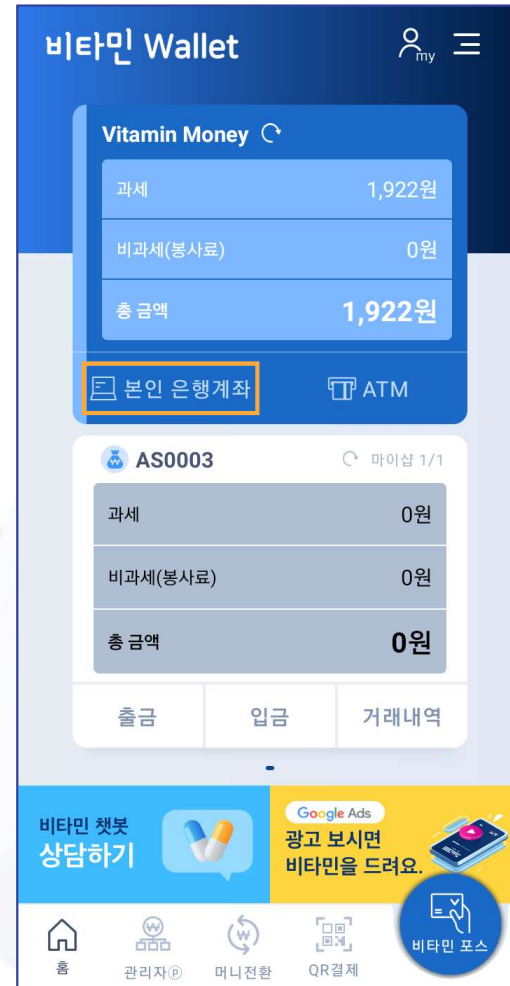 비타민 Wallet
my
Vitamin Money
과세 1,922원
비과세(봉사료) 0원
총 금액 1,922원
본인 은행계좌 ATM
AS0003 마이샵 1/1
과세 0원
비과세(봉사료) 0원
총 금액 0원
출금 입금 거래내역
비타민 챗봇
상담하기
Google Ads
광고 보시면
비타민을 드려요.
비타민 포스
홈 관리자ⓟ 머니전환 QR결제